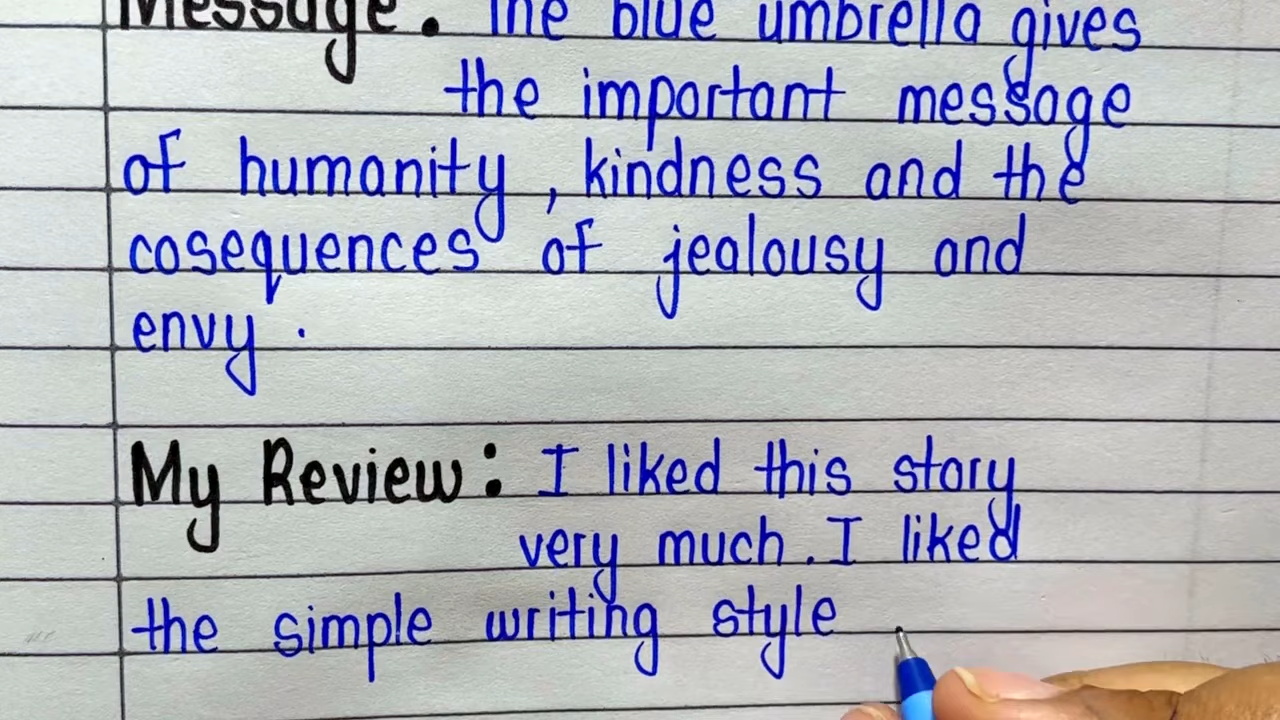 Message: The blue umbrella gives
the important message
of humanity, kindness and the
cosequences of jealousy and
envy.
My Review: I liked this story
very much. I liked
the simple writing style